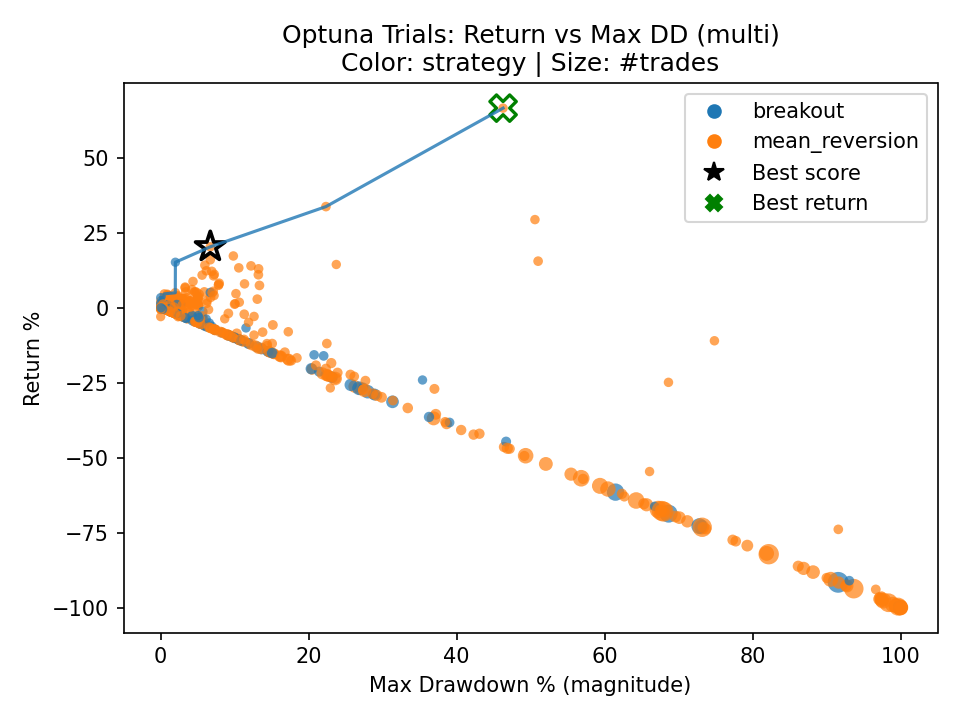 Optuna Trials: Return vs Max DD (multi)
Color: strategy | Size: #trades
breakout
mean_reversion
Best score
Best return
Return %
50
25
0
−25
−50
−75
−100
0
20
40
60
80
100
Max Drawdown % (magnitude)